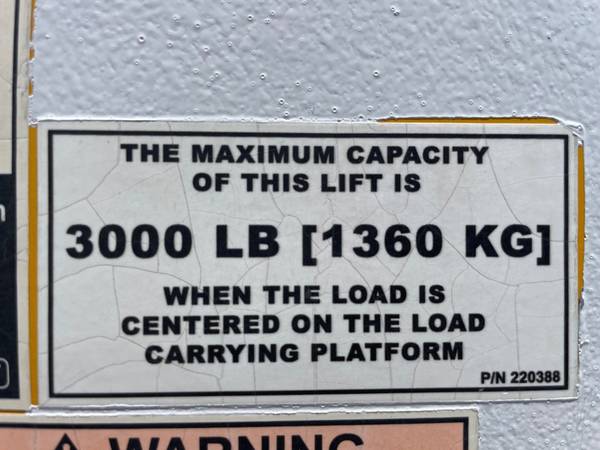 THE MAXIMUM CAPACITY
OF THIS LIFT IS
3000 LB [1360 KG]
WHEN THE LOAD IS
CENTERED ON THE LOAD
CARRYING PLATFORM
P/N 220388
WARNING